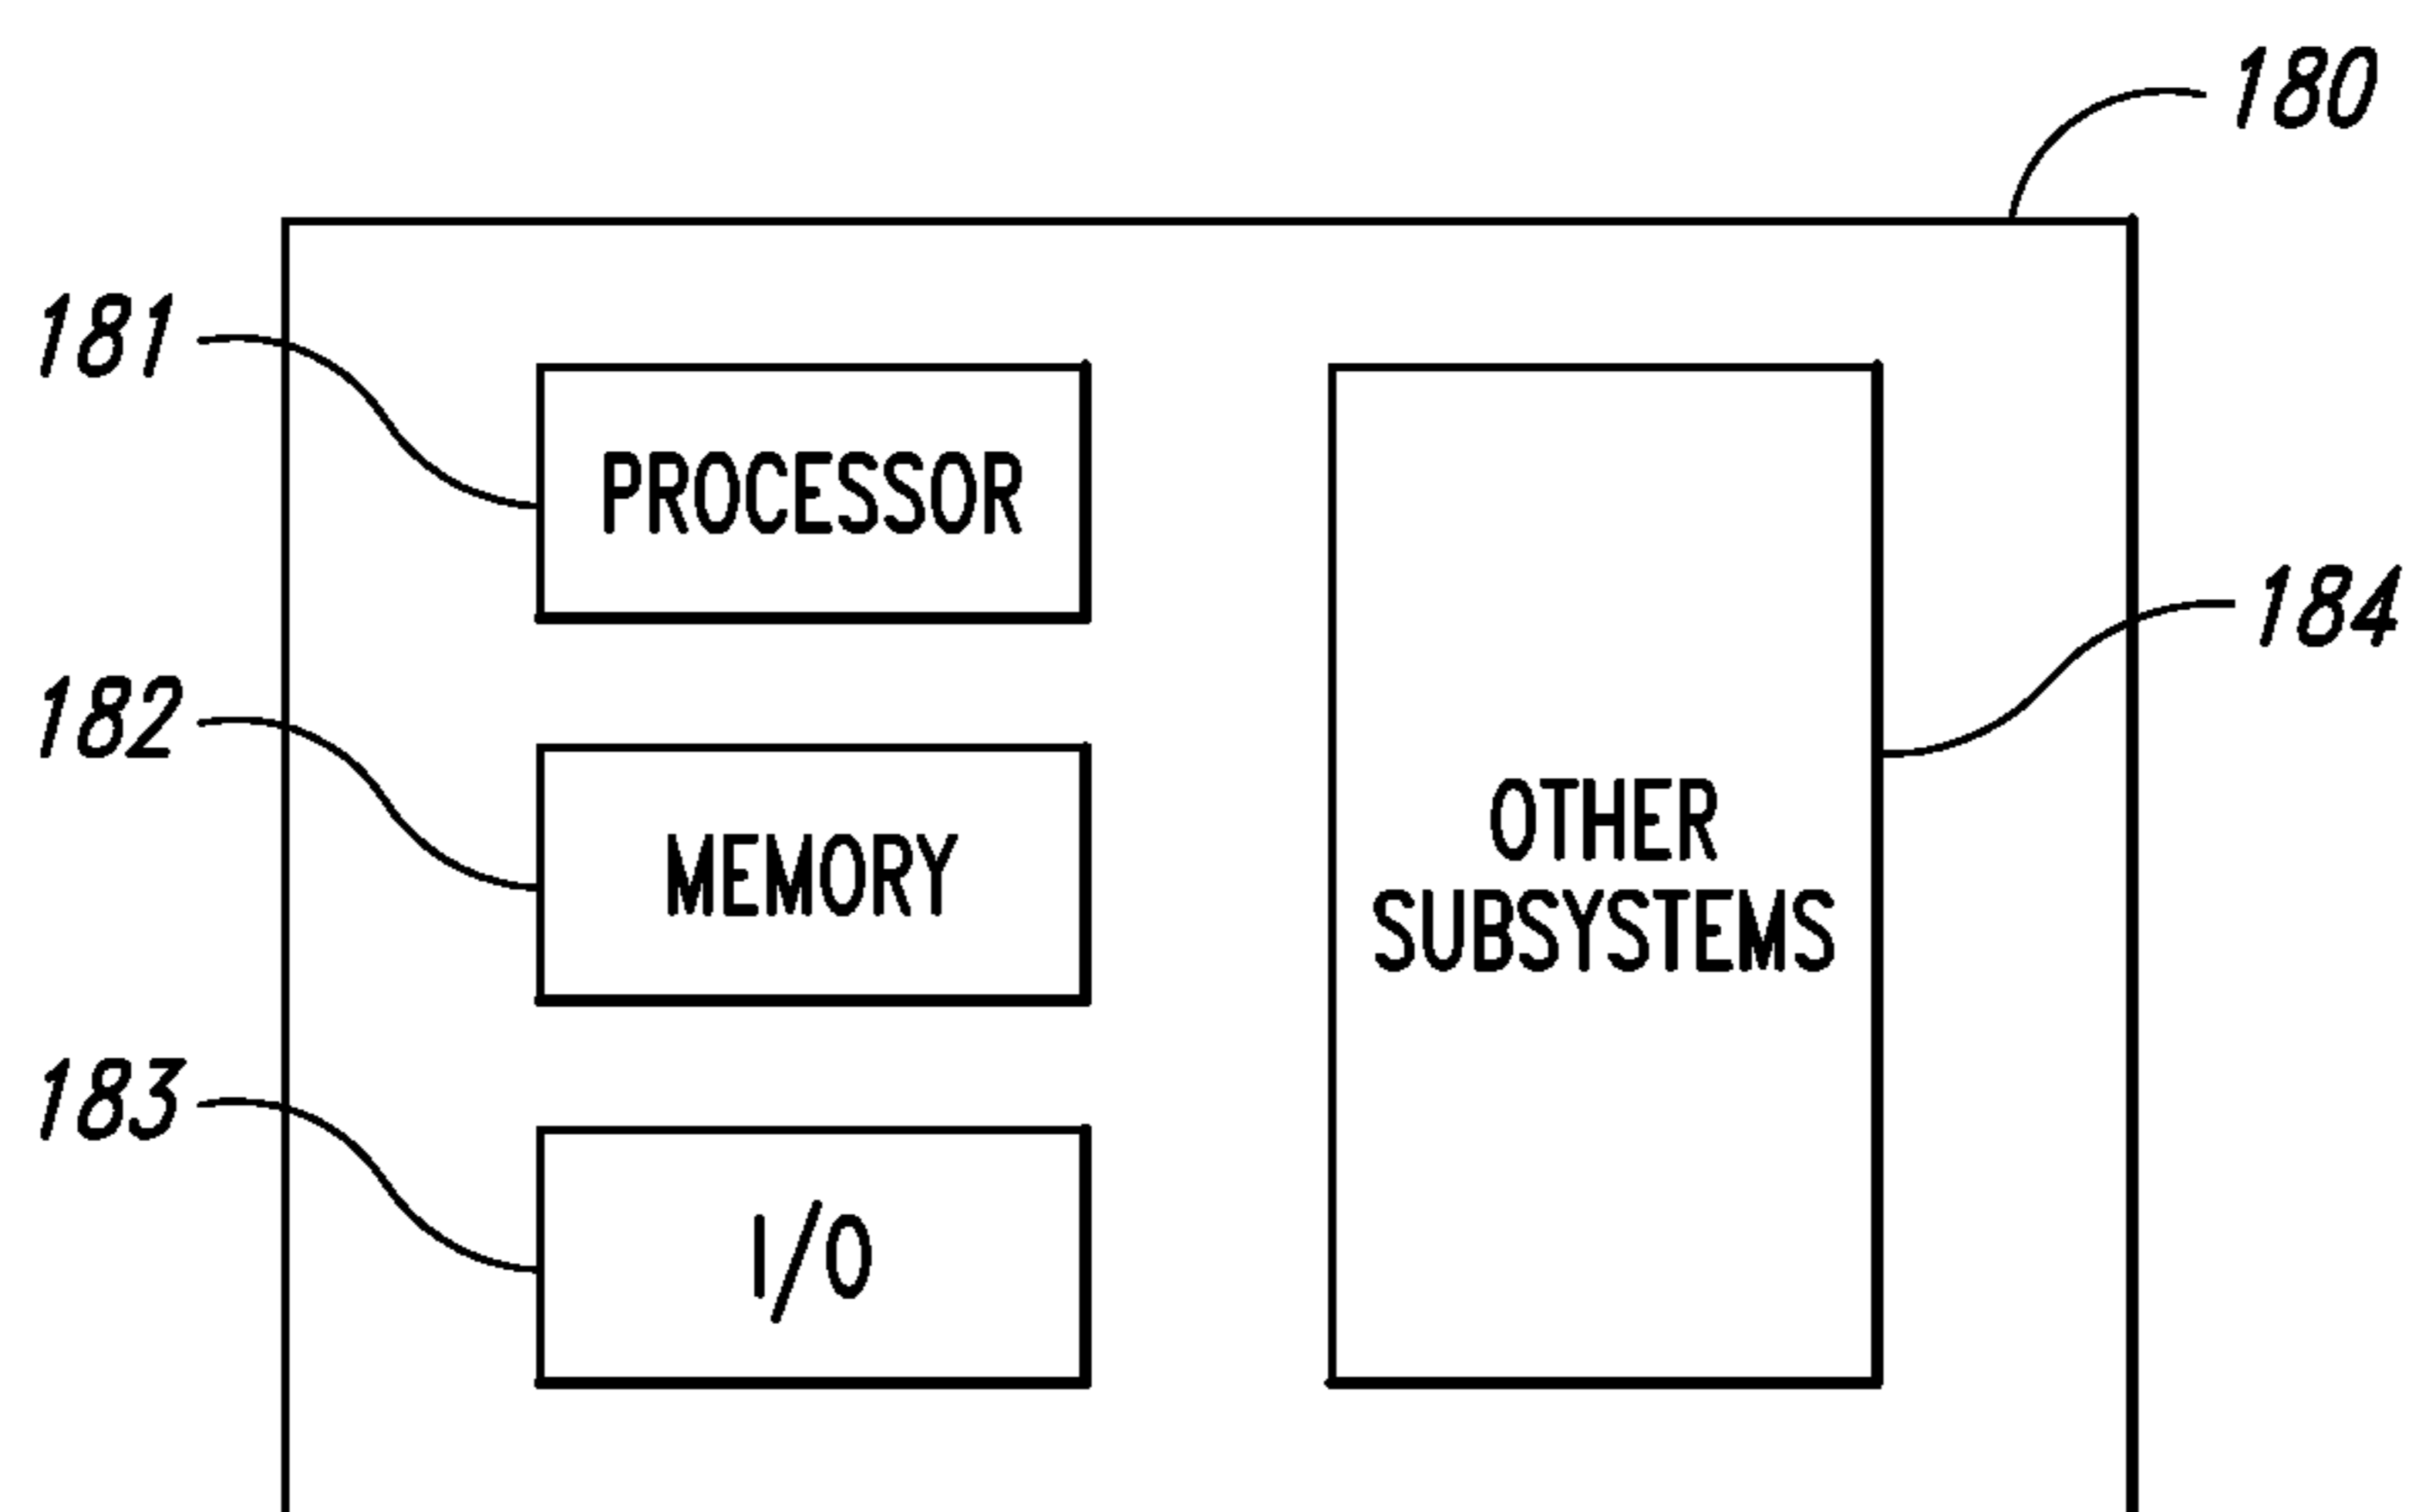 180
181
PROCESSOR
184
182
MEMORY
OTHER
SUBSYSTEMS
183
I/O